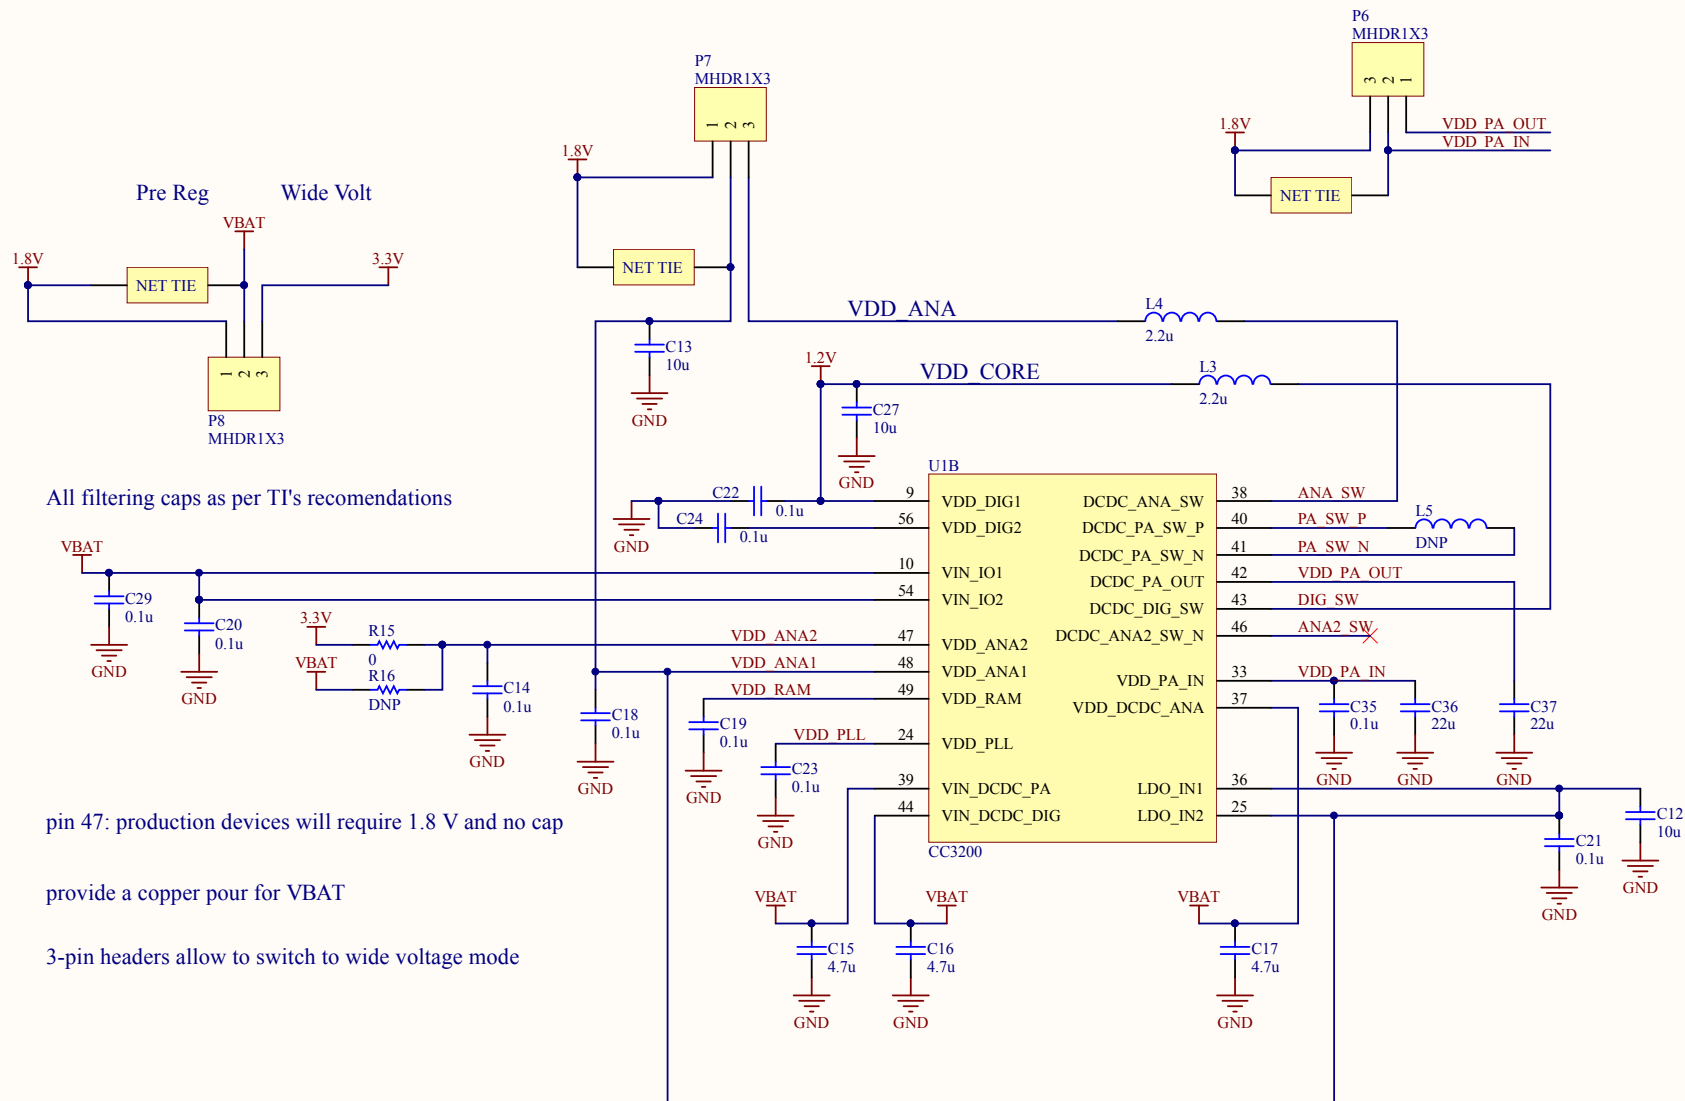 P6
MHDR1X3
3 2 1
1.8V
VDD_PA_OUT
VDD_PA_IN
NET TIE
P7
MHDR1X3
1 2 3
1.8V
NET TIE
Pre Reg
Wide Volt
VBAT
1.8V
3.3V
NET TIE
1 2 3
P8
MHDR1X3
VDD_ANA
L4
2.2u
C13
10u
GND
1.2V
VDD_CORE
L3
2.2u
C27
10u
GND
All filtering caps as per TI's recomendations
U1B
C22
0.1u
C24
0.1u
GND
9 VDD_DIG1
56 VDD_DIG2
10 VIN_IO1
54 VIN_IO2
47 VDD_ANA2
48 VDD_ANA1
49 VDD_RAM
24 VDD_PLL
39 VIN_DCDC_PA
44 VIN_DCDC_DIG
DCDC_ANA_SW 38 ANA_SW
DCDC_PA_SW_P 40 PA_SW_P
DCDC_PA_SW_N 41 PA_SW_N
DCDC_PA_OUT 42 VDD_PA_OUT
DCDC_DIG_SW 43 DIG_SW
DCDC_ANA2_SW_N 46 ANA2_SW
VDD_PA_IN 33 VDD_PA_IN
VDD_DCDC_ANA 37
LDO_IN1 36
LDO_IN2 25
CC3200
L5
DNP
VBAT
C29
0.1u
GND
C20
0.1u
GND
3.3V
R15
0
VBAT
R16
DNP
VDD_ANA2
VDD_ANA1
VDD_RAM
VDD_PLL
C14
0.1u
GND
C18
0.1u
GND
C19
0.1u
GND
C23
0.1u
GND
C35
0.1u
GND
C36
22u
GND
C37
22u
GND
C12
10u
GND
C21
0.1u
GND
pin 47: production devices will require 1.8 V and no cap
provide a copper pour for VBAT
3-pin headers allow to switch to wide voltage mode
VBAT
C15
4.7u
GND
VBAT
C16
4.7u
GND
VBAT
C17
4.7u
GND